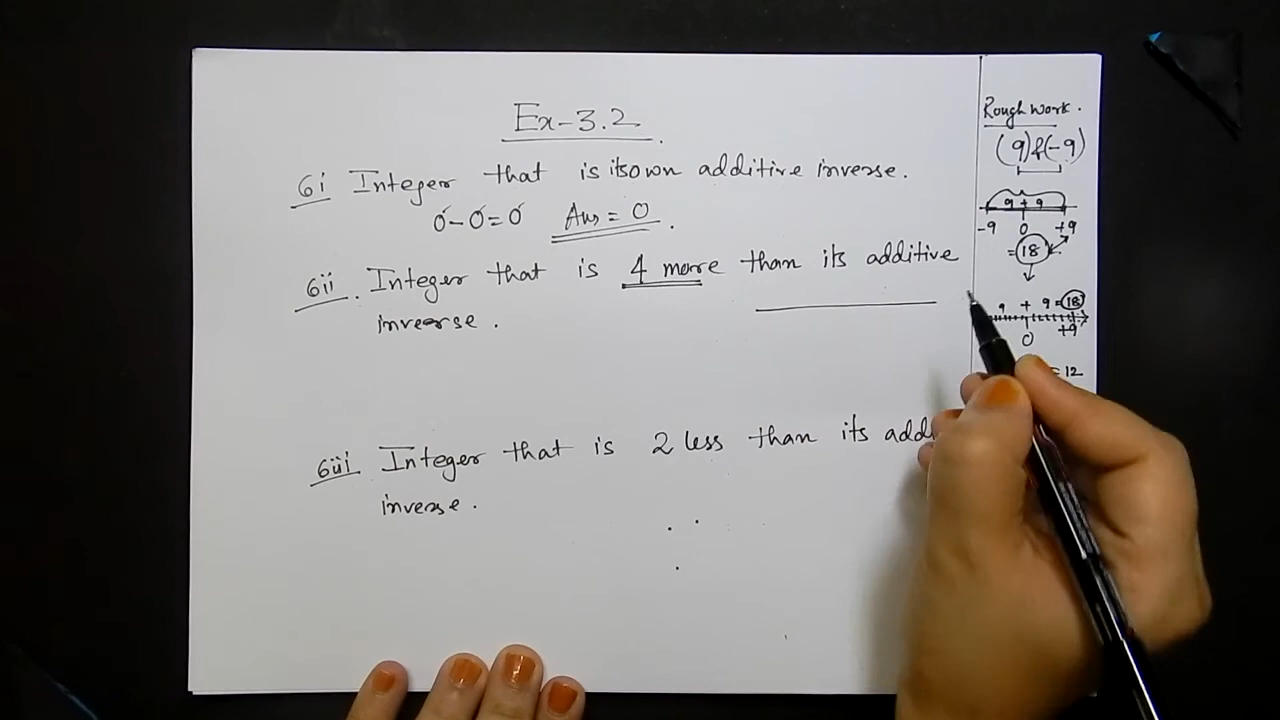 Ex-3.2
6i Integer that is its own additive inverse.
0-0=0 Ans = 0.
6ii. Integer that is 4 more than its additive
inverse.
6iii Integer that is 2 less than its
inverse.
Rough work.
(9)&(-9)
9 + 9
-9 0 +9
= 18
9 + 9 = 18
0 +9
= 12